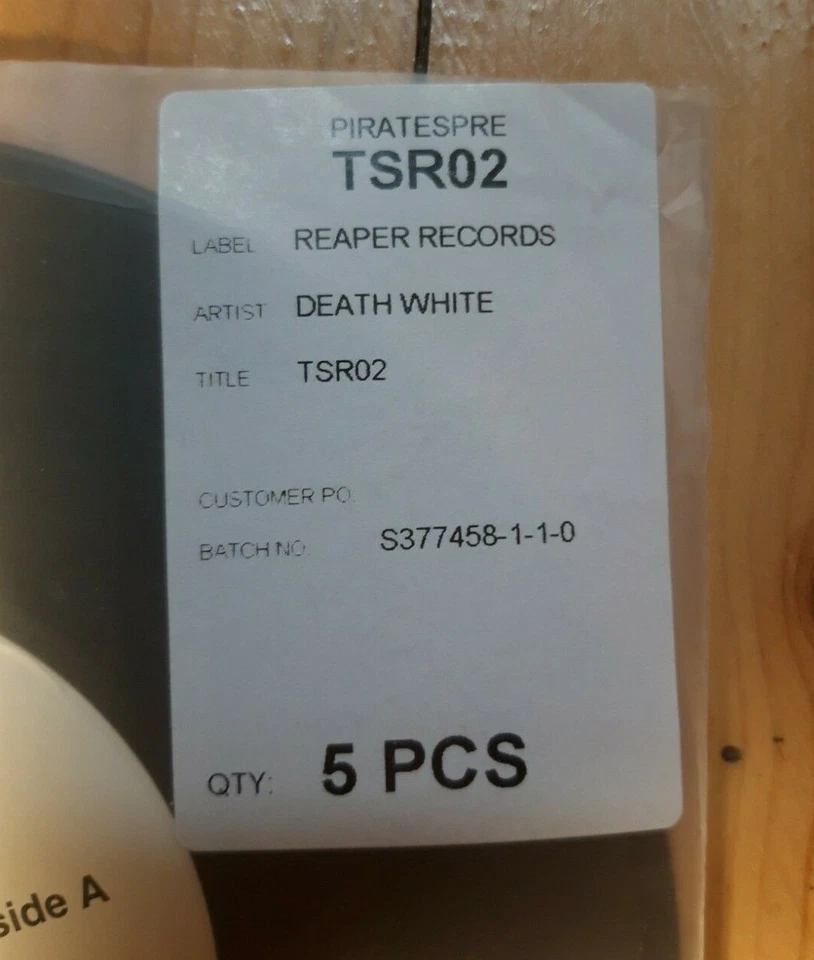 PIRATESPRE
TSR02
LABEL REAPER RECORDS
ARTIST DEATH WHITE
TITLE TSR02
CUSTOMER PO
BATCH NO S377458-1-1-0
QTY: 5 PCS
side A